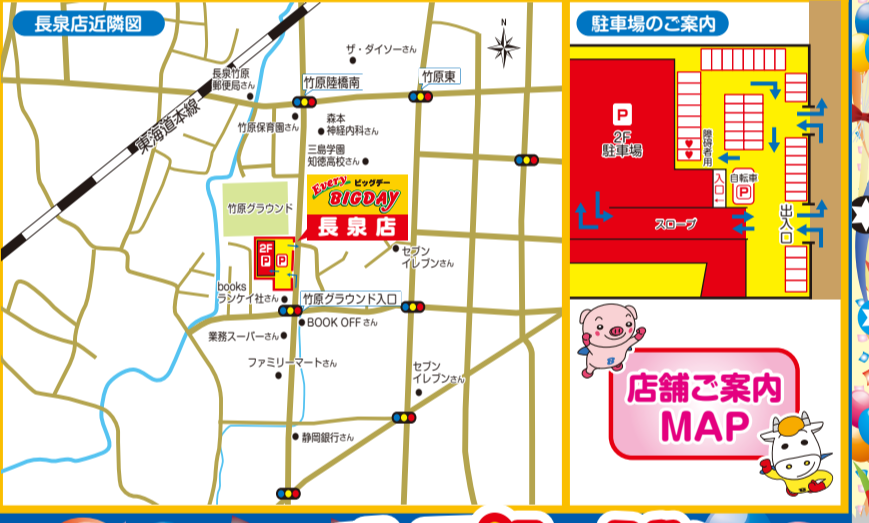 長泉店近隣図
N
ザ・ダイソーさん
長泉竹原
郵便局さん
竹原陸橋南
竹原東
東海道本線
竹原保育園さん
森本
神経内科さん
三島学園
知徳高校さん
竹原グラウンド
Every ビッグデー
BIGDAY
長泉店
2F
P
P
セブン
イレブンさん
books
ランケイ社さん
竹原グラウンド入口
BOOK OFFさん
業務スーパーさん
ファミリーマートさん
セブン
イレブンさん
静岡銀行さん
駐車場のご案内
P
2F
駐車場
障碍者用
入口
自転車
P
スロープ
出入口
店舗ご案内
MAP